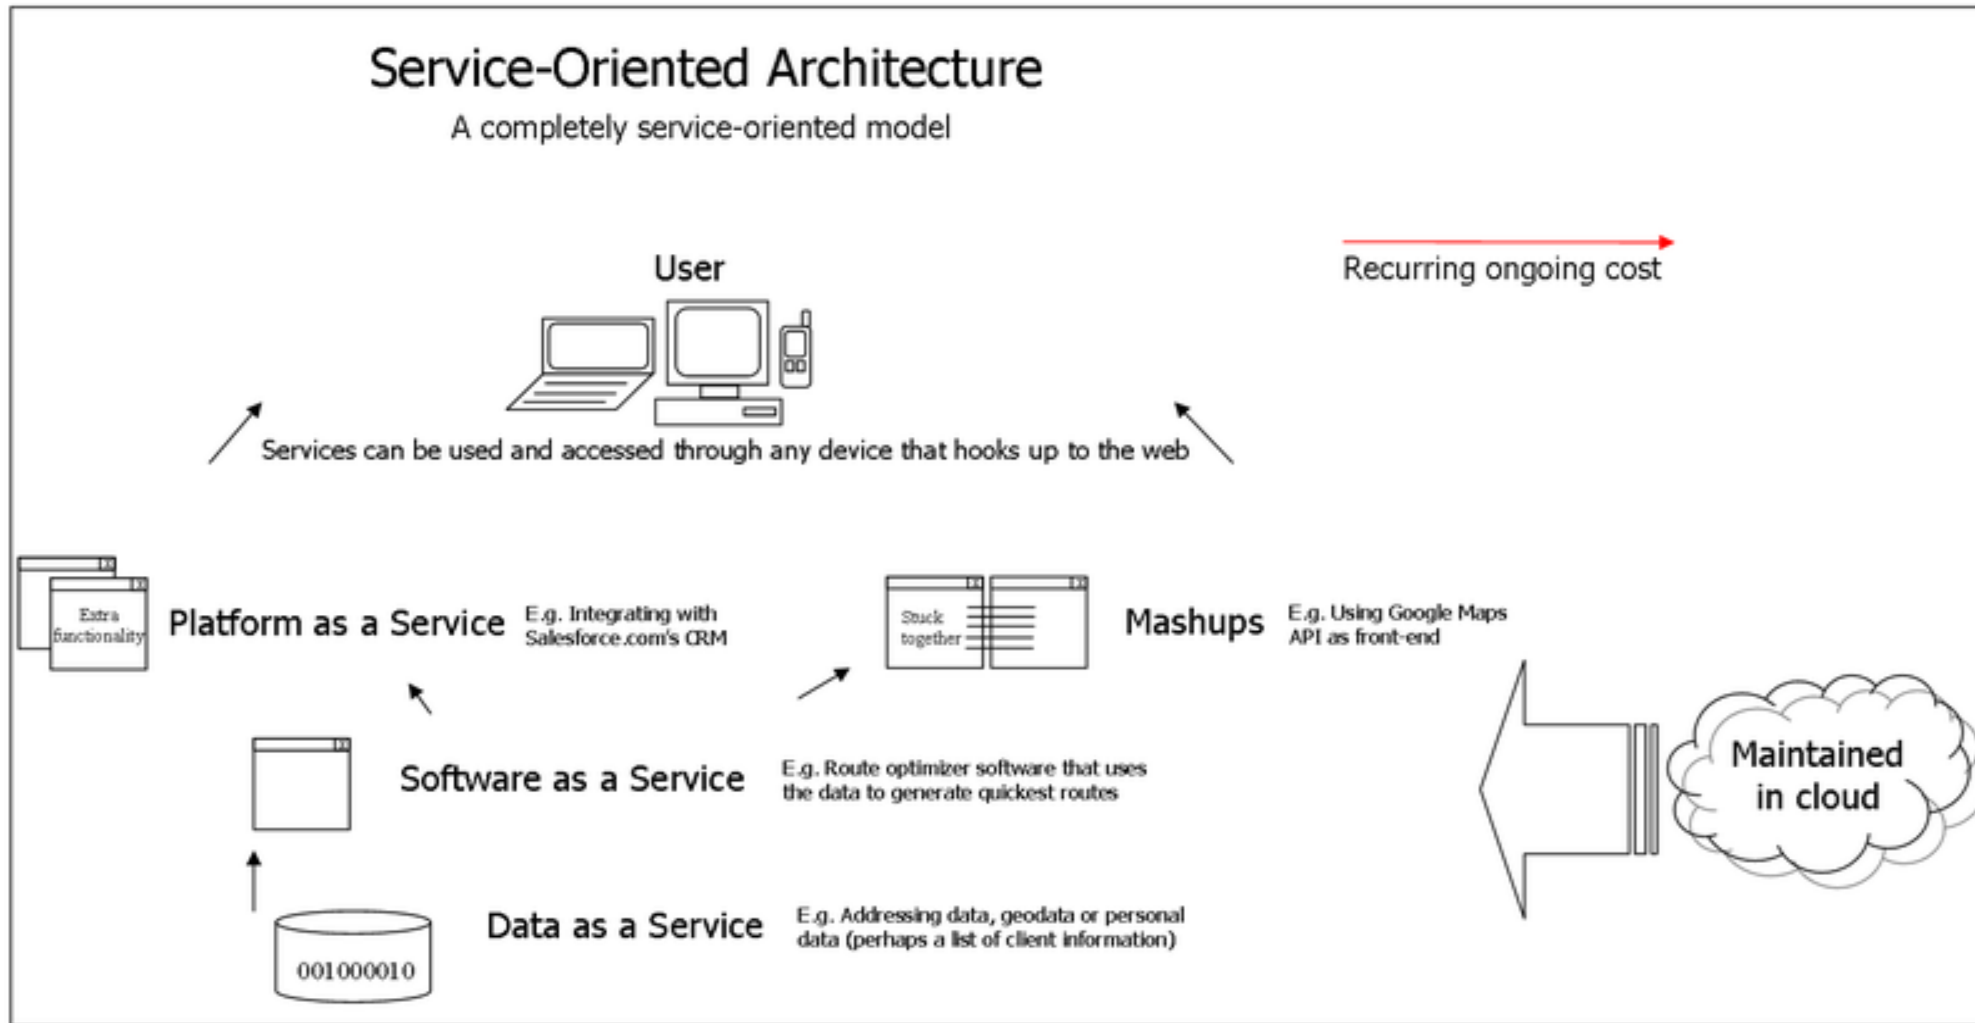 Service-Oriented Architecture
A completely service-oriented model
User
Recurring ongoing cost
Services can be used and accessed through any device that hooks up to the web
Extra
functionality
Platform as a Service
E.g. Integrating with
Salesforce.com's CRM
Stuck
together
Mashups
E.g. Using Google Maps
API as front-end
Software as a Service
E.g. Route optimizer software that uses
the data to generate quickest routes
Maintained
in cloud
Data as a Service
E.g. Addressing data, geodata or personal
data (perhaps a list of client information)
001000010